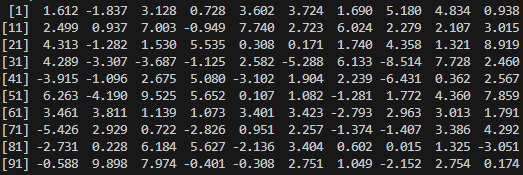 [1] 1.612 -1.837 3.128 0.728 3.602 3.724 1.690 5.180 4.834 0.938
[11] 2.499 0.937 7.003 -0.949 7.740 2.723 6.024 2.279 2.107 3.015
[21] 4.313 -1.282 1.530 5.535 0.308 0.171 1.740 4.358 1.321 8.919
[31] 4.289 -3.307 -3.687 -1.125 2.582 -5.288 6.133 -8.514 7.728 2.460
[41] -3.915 -1.096 2.675 5.080 -3.102 1.904 2.239 -6.431 0.362 2.567
[51] 6.263 -4.190 9.525 5.652 0.107 1.082 -1.281 1.772 4.360 7.859
[61] 3.461 3.811 1.139 1.073 3.401 3.423 -2.793 2.963 3.013 1.791
[71] -5.426 2.929 0.722 -2.826 0.951 2.257 -1.374 -1.407 3.386 4.292
[81] -2.731 0.228 6.184 5.627 -2.136 3.404 0.602 0.015 1.325 -3.051
[91] -0.588 9.898 7.974 -0.401 -0.308 2.751 1.049 -2.152 2.754 0.174